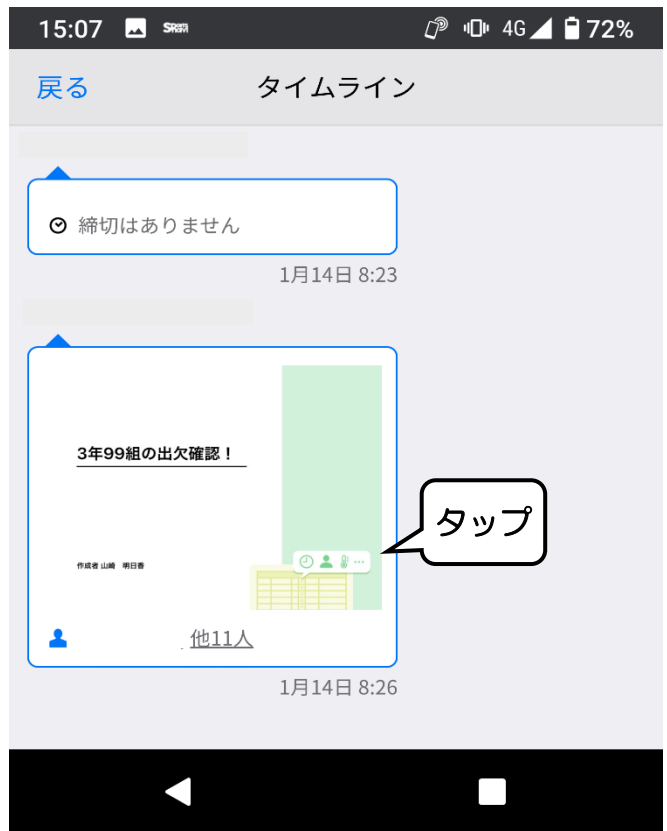 15:07 4G 72%
戻る タイムライン
締切はありません
1月14日 8:23
3年99組の出欠確認！
タップ
作成者 山崎 明日香
他11人
1月14日 8:26